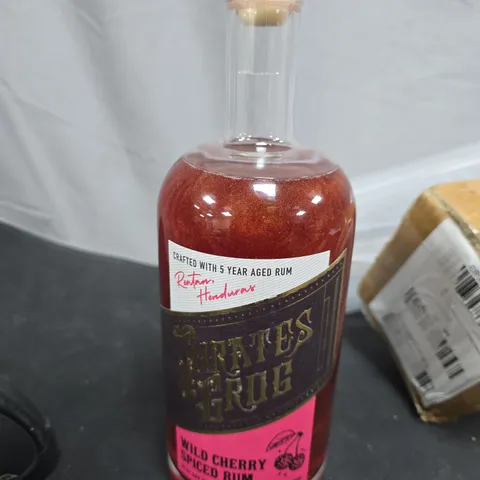 CRAFTED WITH 5 YEAR AGED RUM
Roatan,
Honduras
PIRATES
GROG
WILD CHERRY
SPICED RUM